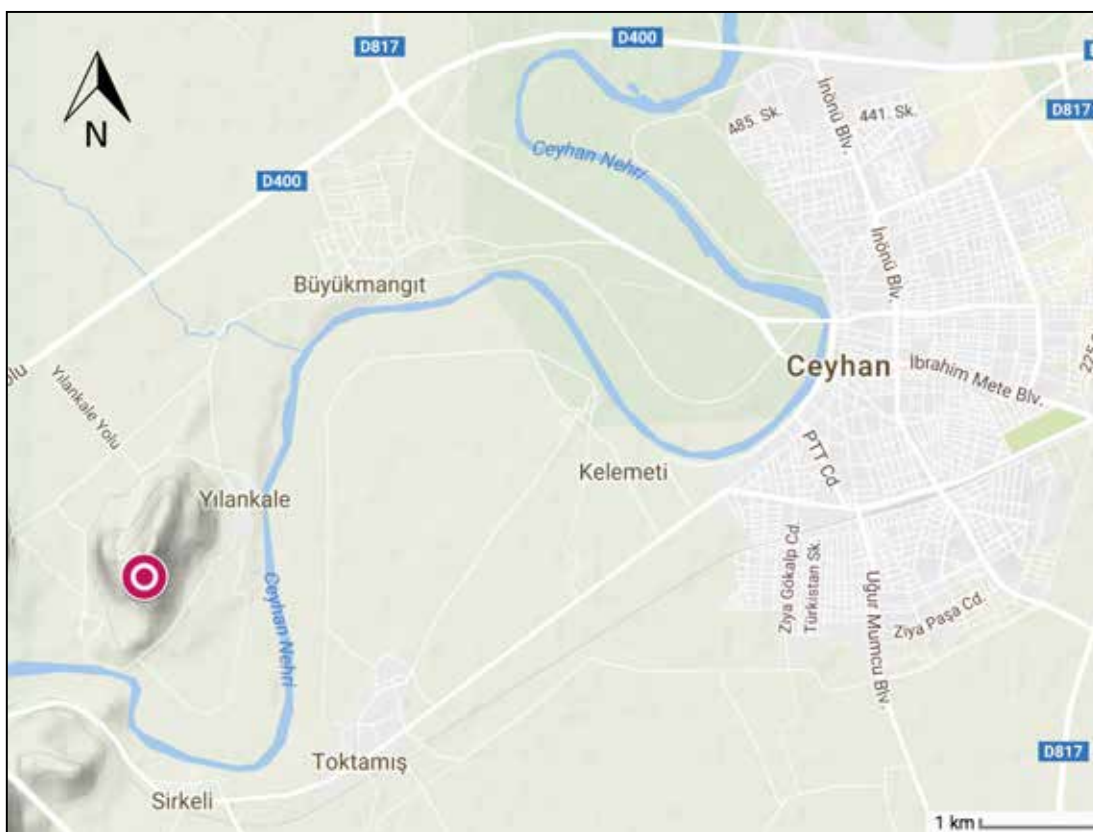 D817
D400
N
D400
485. Sk.
441. Sk.
İnönü Blv.
D817
Ceyhan Nehri
İnönü Blv.
Büyükmangıt
Ceyhan
İbrahim Mete Blv.
Yılankale Yolu
PTT Cd.
Kelemeti
Yılankale
Ceyhan Nehri
Ziya Gökalp Cd.
Türkistan Sk.
Uğur Mumcu Blv.
Ziya Paşa Cd.
Toktamış
D817
Sirkeli
1 km